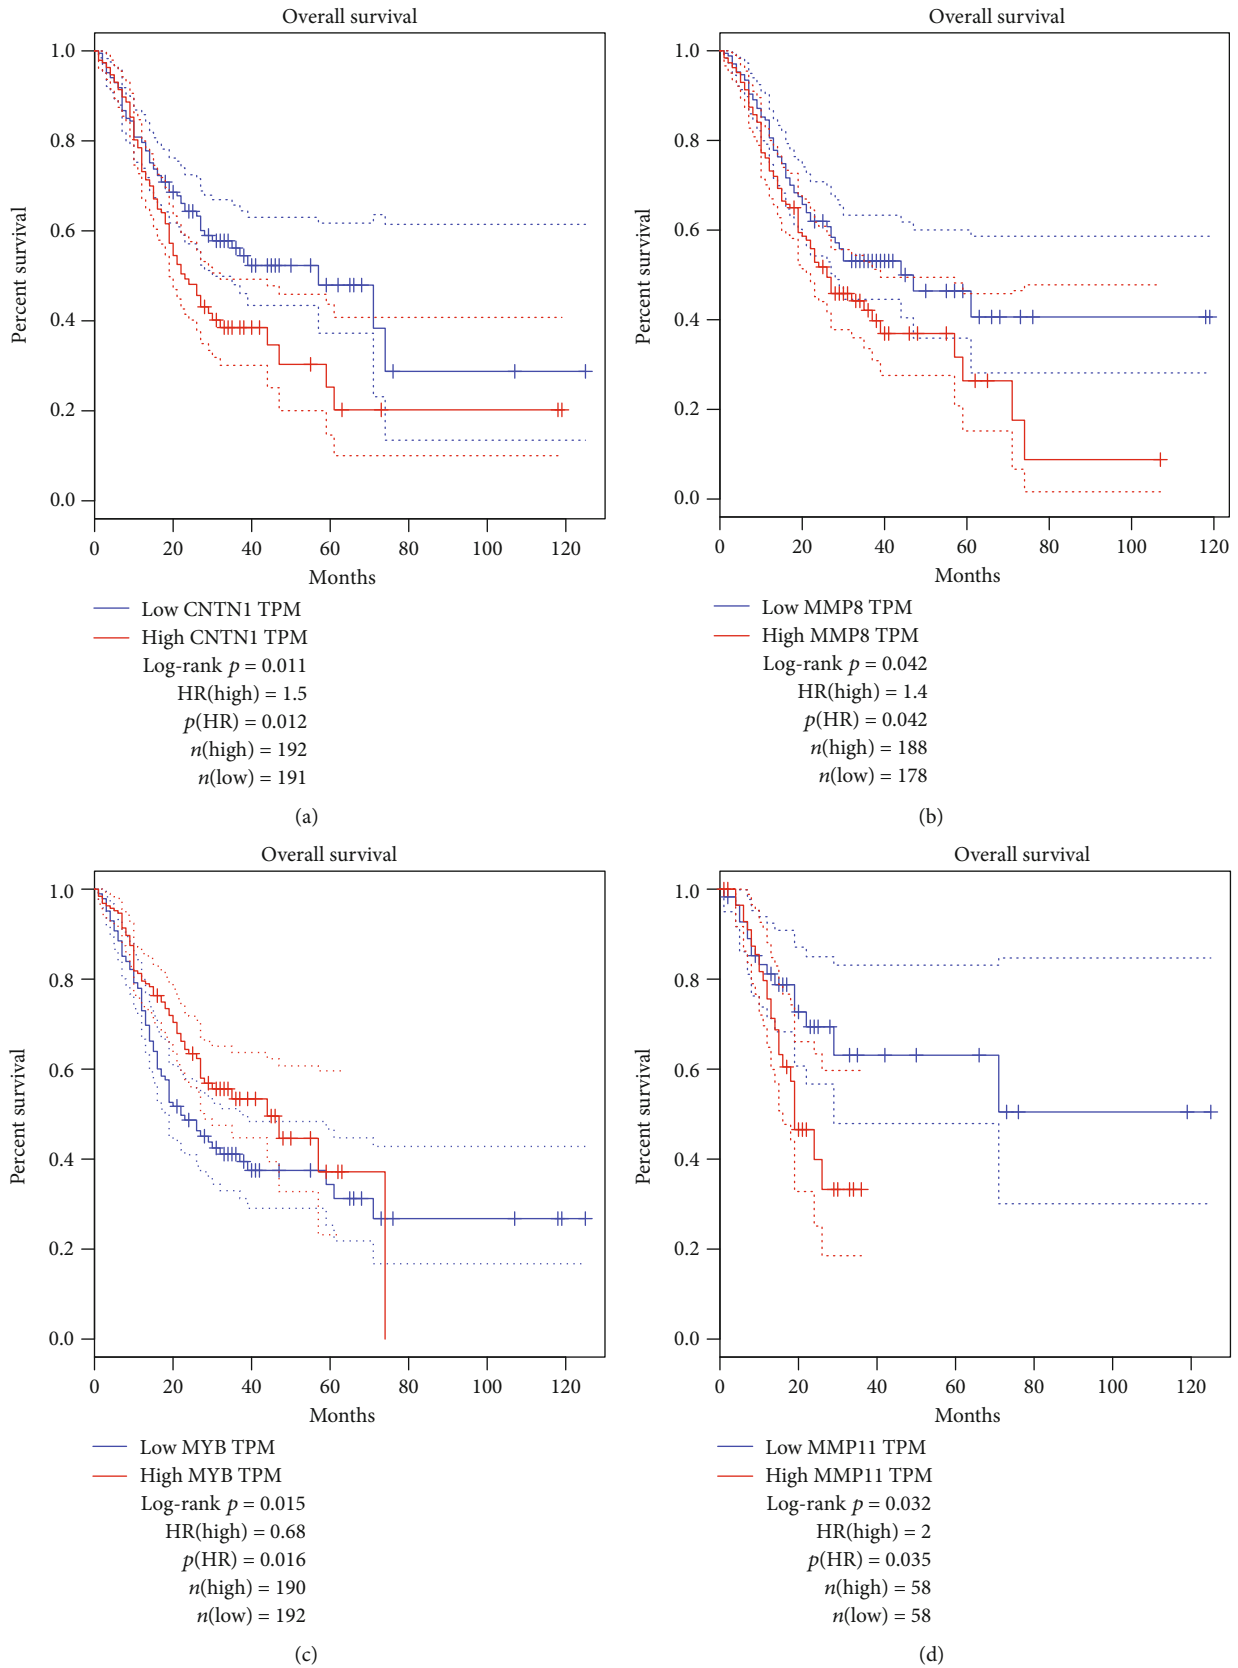 Overall survival
1.0
0.8
0.6
0.4
0.2
0.0
Percent survival
0 20 40 60 80 100 120
Months
Low CNTN1 TPM
High CNTN1 TPM
Log-rank p = 0.011
HR(high) = 1.5
p(HR) = 0.012
n(high) = 192
n(low) = 191
(a)
Overall survival
1.0
0.8
0.6
0.4
0.2
0.0
Percent survival
0 20 40 60 80 100 120
Months
Low MMP8 TPM
High MMP8 TPM
Log-rank p = 0.042
HR(high) = 1.4
p(HR) = 0.042
n(high) = 188
n(low) = 178
(b)
Overall survival
1.0
0.8
0.6
0.4
0.2
0.0
Percent survival
0 20 40 60 80 100 120
Months
Low MYB TPM
High MYB TPM
Log-rank p = 0.015
HR(high) = 0.68
p(HR) = 0.016
n(high) = 190
n(low) = 192
(c)
Overall survival
1.0
0.8
0.6
0.4
0.2
0.0
Percent survival
0 20 40 60 80 100 120
Months
Low MMP11 TPM
High MMP11 TPM
Log-rank p = 0.032
HR(high) = 2
p(HR) = 0.035
n(high) = 58
n(low) = 58
(d)